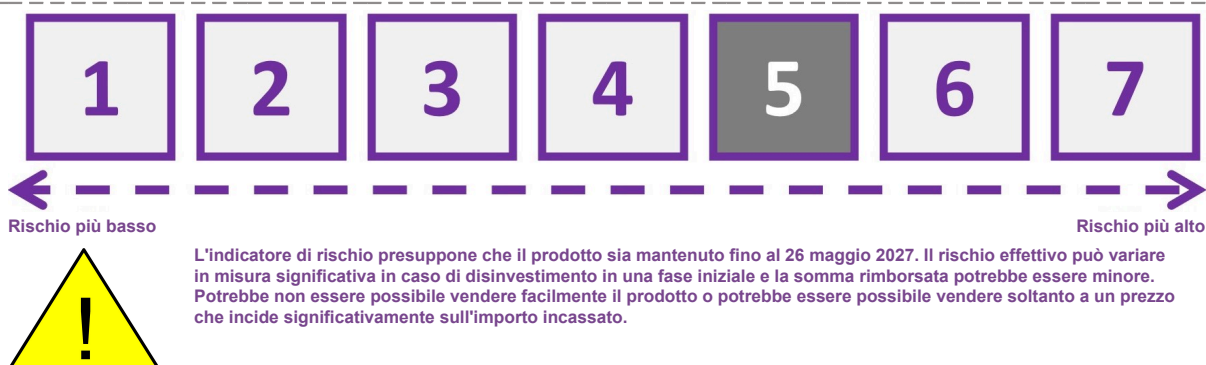 1 2 3 4 5 6 7
Rischio più basso Rischio più alto
!
L'indicatore di rischio presuppone che il prodotto sia mantenuto fino al 26 maggio 2027. Il rischio effettivo può variare
in misura significativa in caso di disinvestimento in una fase iniziale e la somma rimborsata potrebbe essere minore.
Potrebbe non essere possibile vendere facilmente il prodotto o potrebbe essere possibile vendere soltanto a un prezzo
che incide significativamente sull'importo incassato.